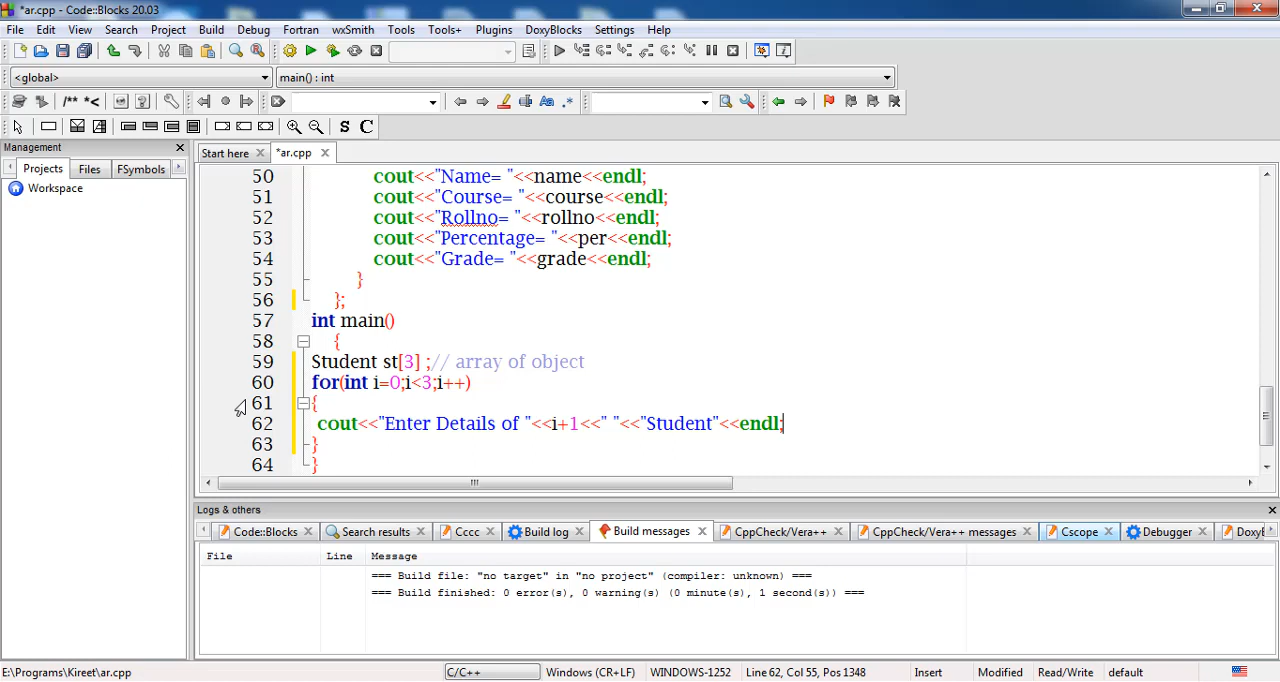 *ar.cpp - Code::Blocks 20.03
File Edit View Search Project Build Debug Fortran wxSmith Tools Tools+ Plugins DoxyBlocks Settings Help
<global> main() : int
/** *<
S C
Management
Projects Files FSymbols
Workspace
Start here *ar.cpp
50 cout<<"Name= "<<name<<endl;
51 cout<<"Course= "<<course<<endl;
52 cout<<"Rollno= "<<rollno<<endl;
53 cout<<"Percentage= "<<per<<endl;
54 cout<<"Grade= "<<grade<<endl;
55 }
56 };
57 int main()
58 {
59 Student st[3] ;// array of object
60 for(int i=0;i<3;i++)
61 {
62 cout<<"Enter Details of "<<i+1<<" "<<"Student"<<endl;
63 }
64 }
Logs & others
Code::Blocks Search results Cccc Build log Build messages CppCheck/Vera++ CppCheck/Vera++ messages Cscope Debugger DoxyBl
File Line Message
=== Build file: "no target" in "no project" (compiler: unknown) ===
=== Build finished: 0 error(s), 0 warning(s) (0 minute(s), 1 second(s)) ===
E:\Programs\Kireet\ar.cpp C/C++ Windows (CR+LF) WINDOWS-1252 Line 62, Col 55, Pos 1348 Insert Modified Read/Write default